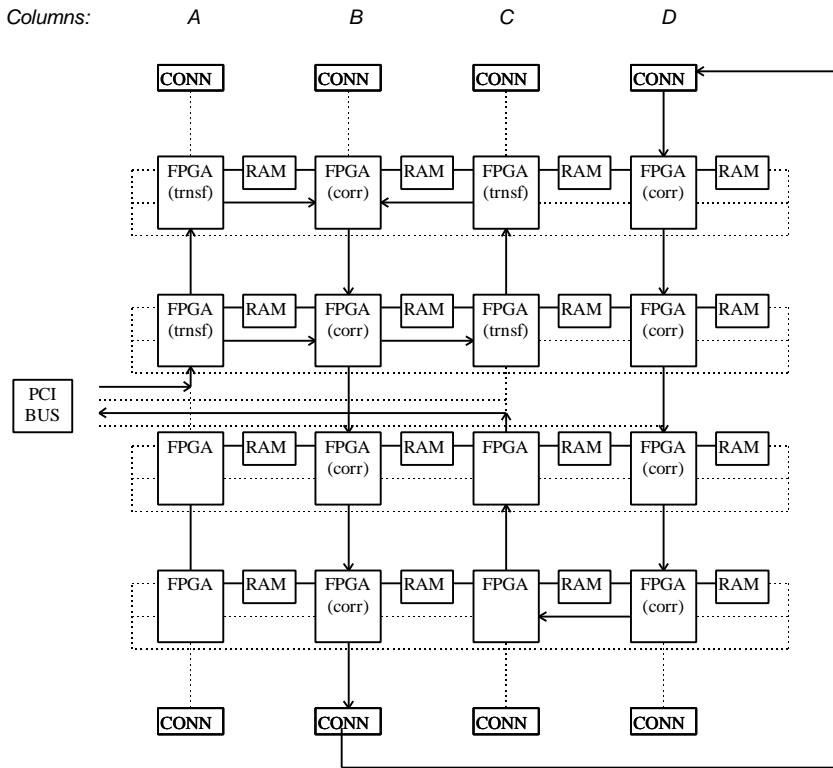 Columns: A B C D
CONN CONN CONN CONN
FPGA RAM FPGA RAM FPGA RAM FPGA RAM
(trnsf) (corr) (trnsf) (corr)
FPGA RAM FPGA RAM FPGA RAM FPGA RAM
(trnsf) (corr) (trnsf) (corr)
PCI
BUS
FPGA RAM FPGA RAM FPGA RAM FPGA RAM
(corr) (corr)
FPGA RAM FPGA RAM FPGA RAM FPGA RAM
(corr) (corr)
CONN CONN CONN CONN